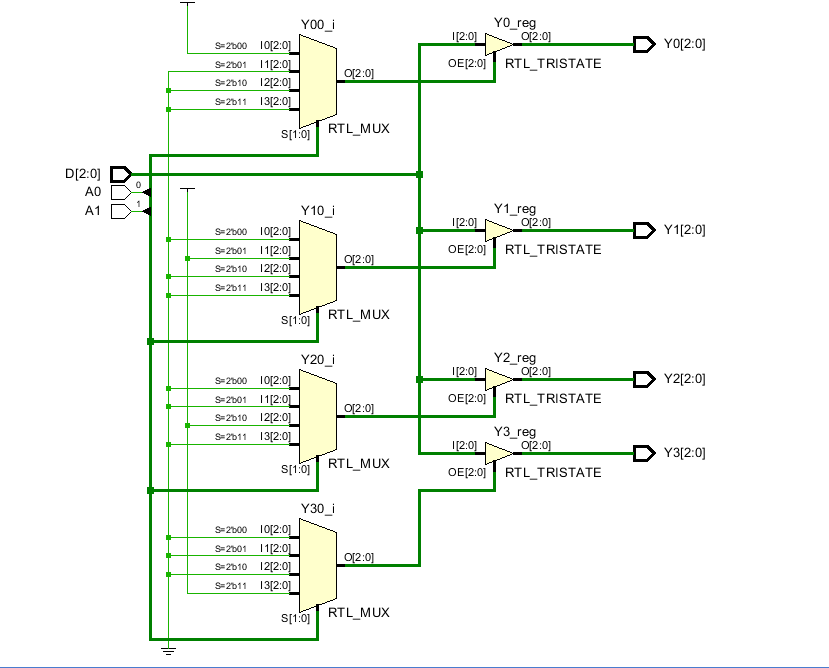 Y00_i
S=2'b00 I0[2:0]
S=2'b01 I1[2:0]
S=2'b10 I2[2:0]
S=2'b11 I3[2:0]
O[2:0]
S[1:0]
RTL_MUX
Y0_reg
I[2:0]
O[2:0]
OE[2:0]
RTL_TRISTATE
Y0[2:0]
D[2:0]
A0
0
A1
1
Y10_i
S=2'b00 I0[2:0]
S=2'b01 I1[2:0]
S=2'b10 I2[2:0]
S=2'b11 I3[2:0]
O[2:0]
S[1:0]
RTL_MUX
Y1_reg
I[2:0]
O[2:0]
OE[2:0]
RTL_TRISTATE
Y1[2:0]
Y20_i
S=2'b00 I0[2:0]
S=2'b01 I1[2:0]
S=2'b10 I2[2:0]
S=2'b11 I3[2:0]
O[2:0]
S[1:0]
RTL_MUX
Y2_reg
I[2:0]
O[2:0]
OE[2:0]
RTL_TRISTATE
Y2[2:0]
Y3_reg
I[2:0]
O[2:0]
OE[2:0]
RTL_TRISTATE
Y3[2:0]
Y30_i
S=2'b00 I0[2:0]
S=2'b01 I1[2:0]
S=2'b10 I2[2:0]
S=2'b11 I3[2:0]
O[2:0]
S[1:0]
RTL_MUX